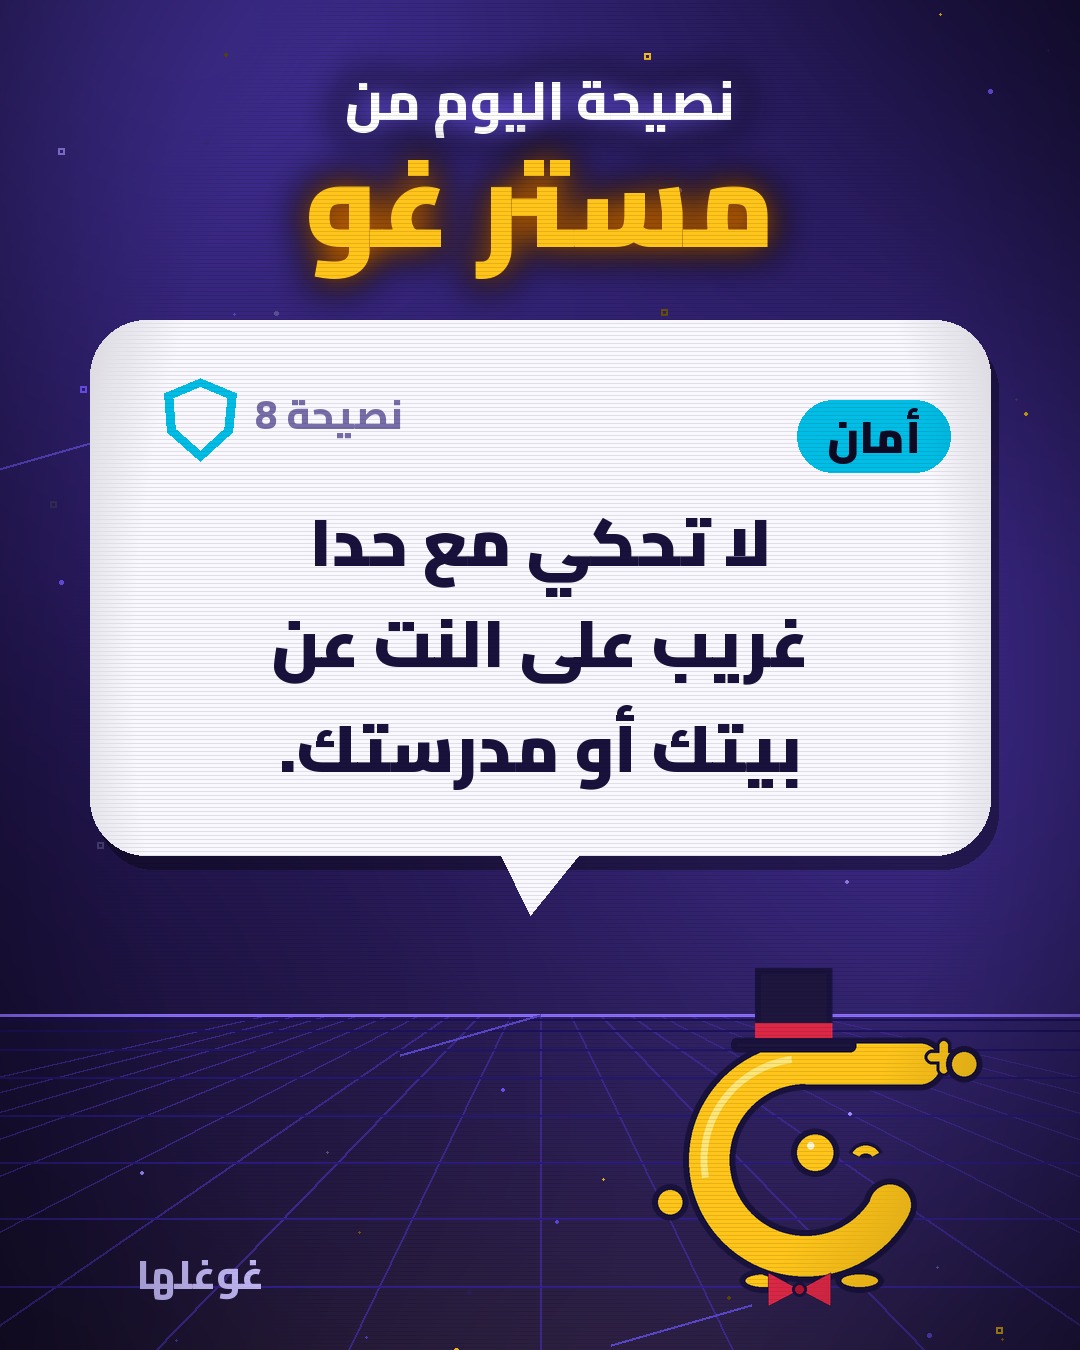 نصيحة اليوم من
مستر غو
أمان
نصيحة 8
لا تحكي مع حدا
غريب على النت عن
بيتك أو مدرستك.
غوغلها